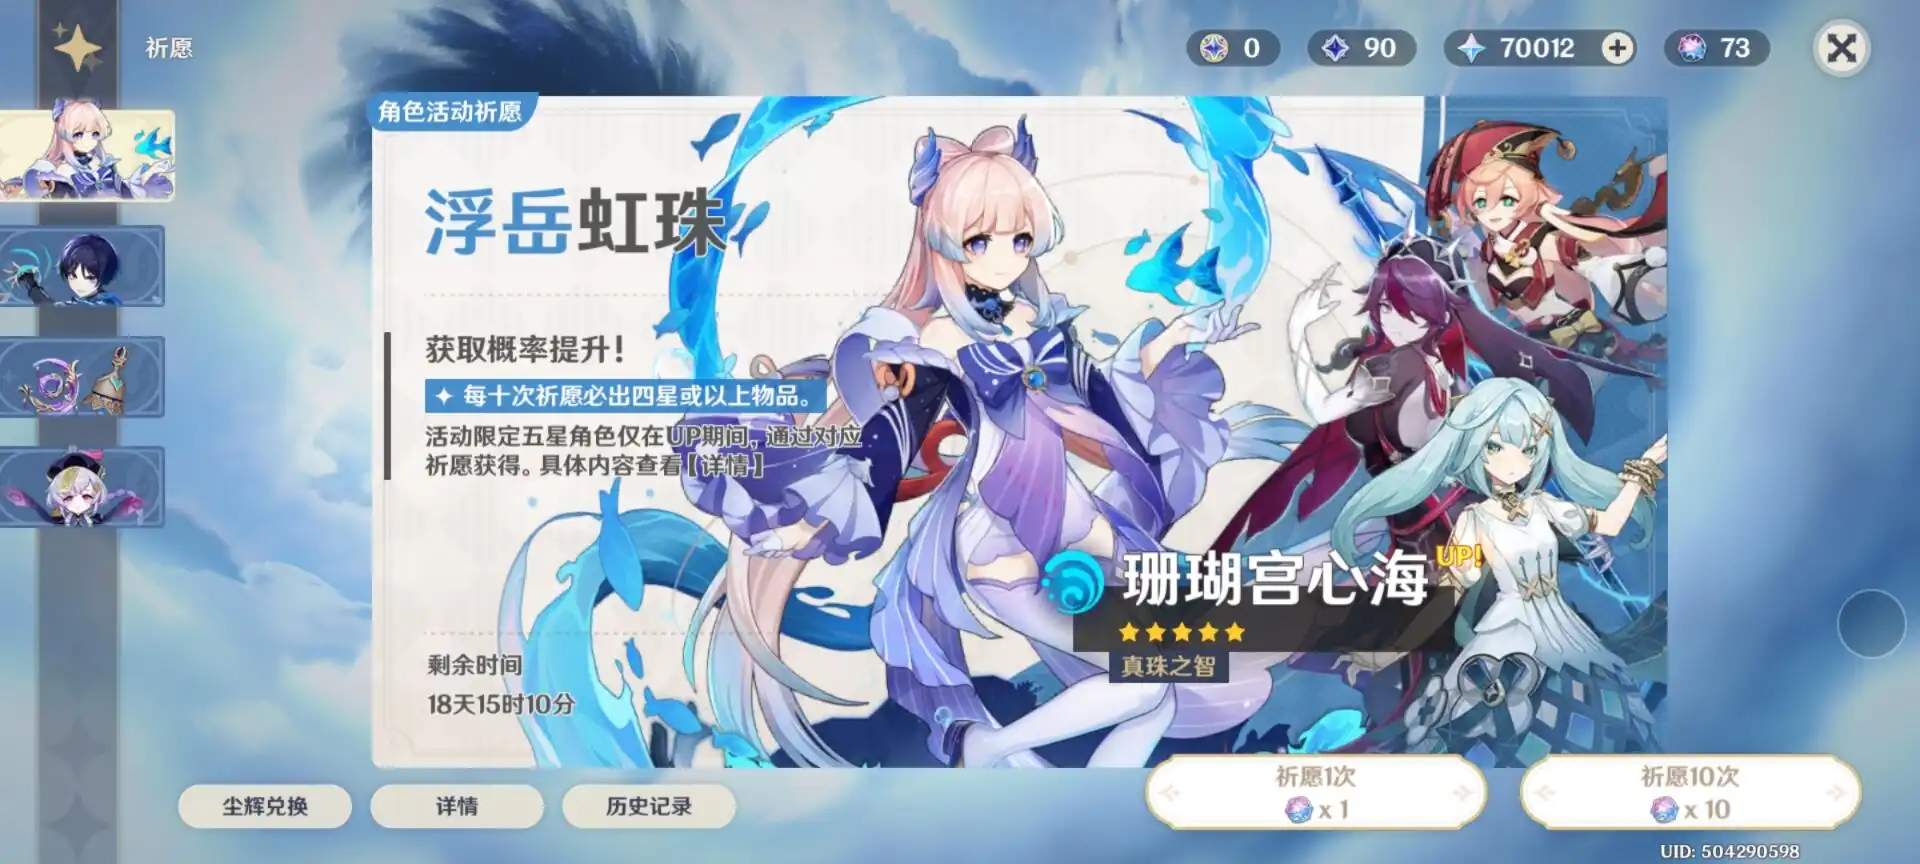 祈愿
0
90
70012
73
角色活动祈愿
浮岳虹珠
获取概率提升!
每十次祈愿必出四星或以上物品。
活动限定五星角色仅在UP期间,通过对应
祈愿获得。具体内容查看【详情】
珊瑚宫心海
UP!
真珠之智
剩余时间
18天15时10分
尘辉兑换
详情
历史记录
祈愿1次
x 1
祈愿10次
x 10
UID: 504290598